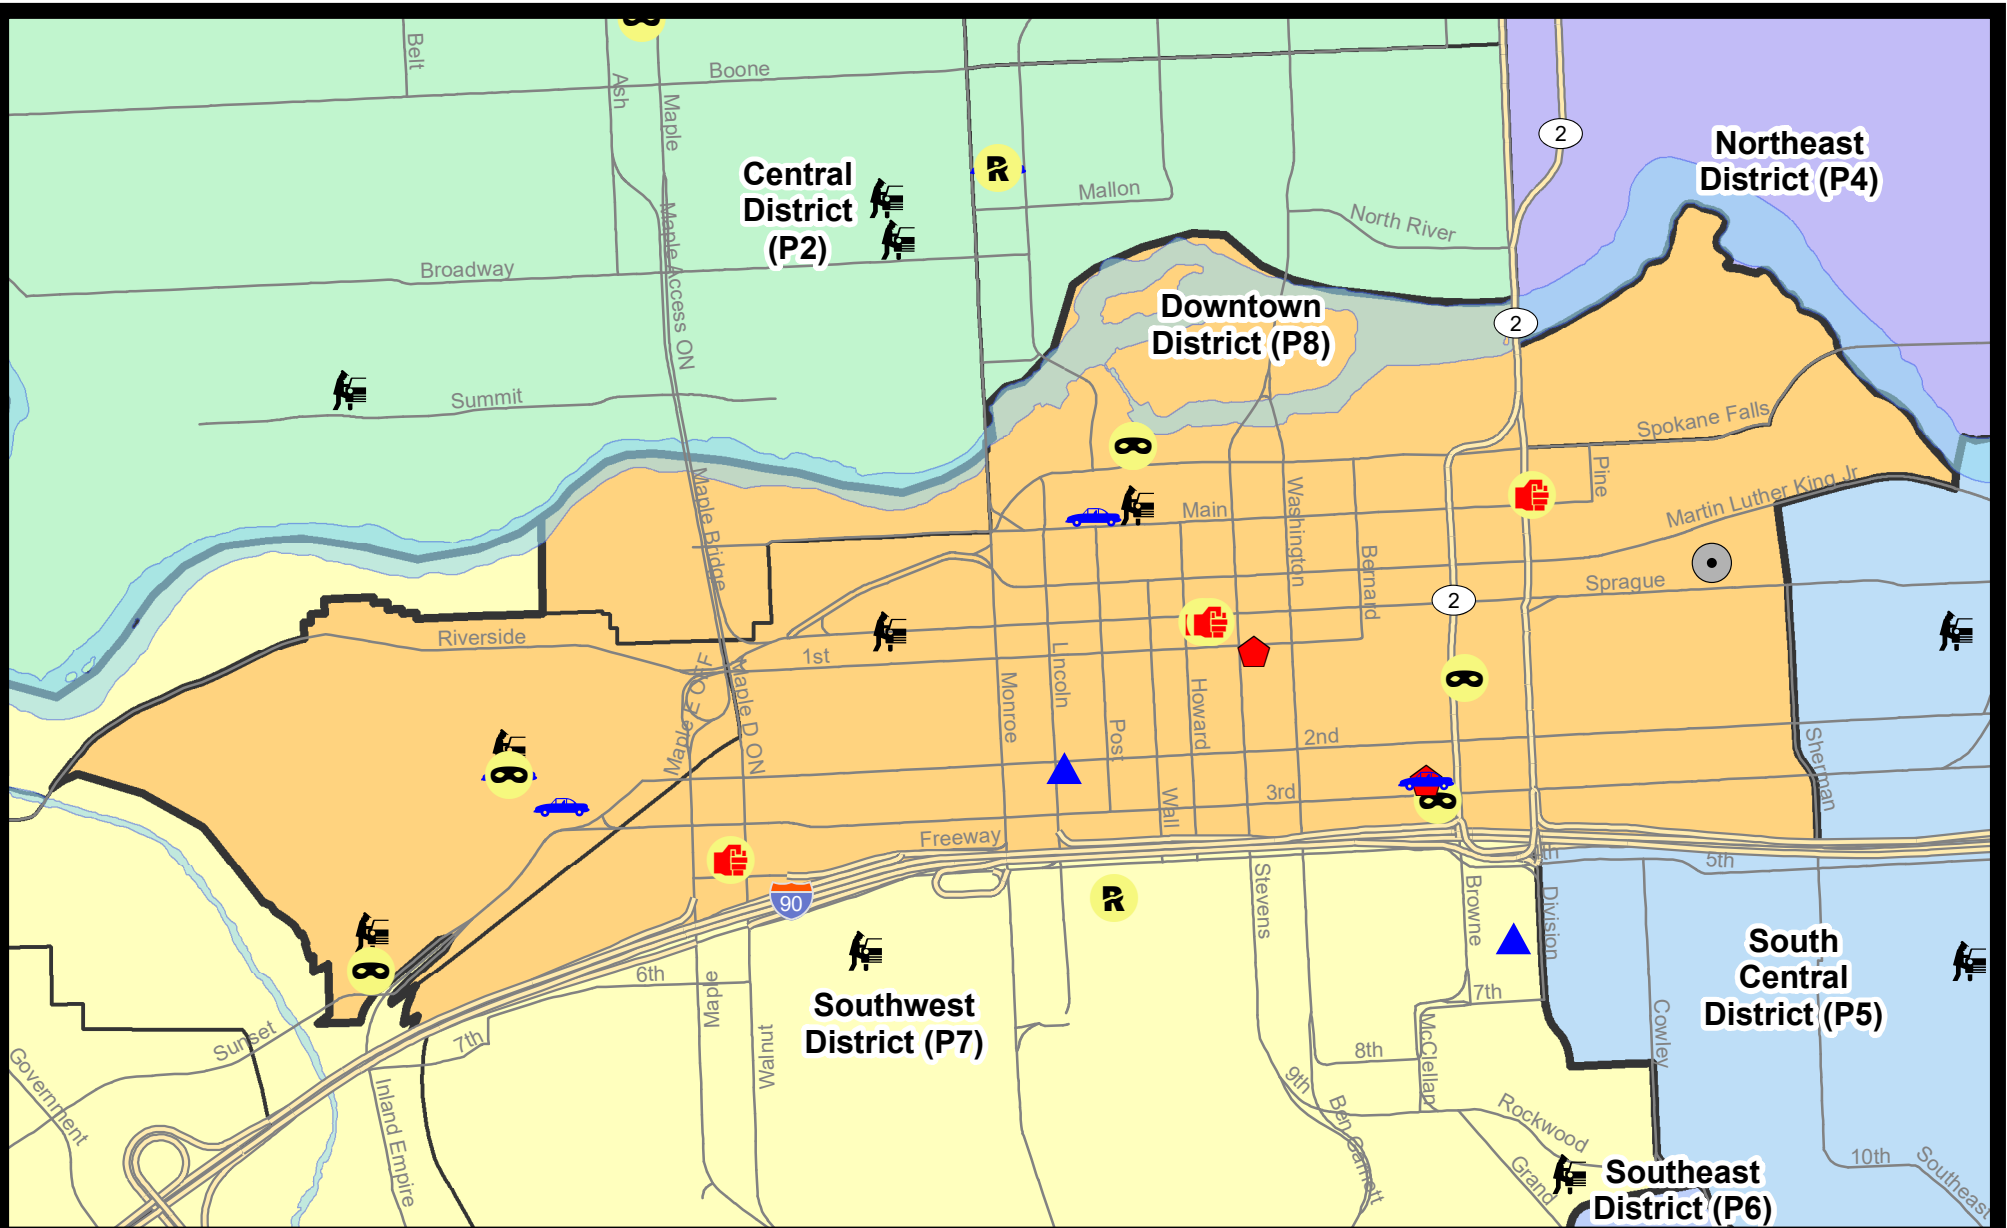 Belt
Ash
Maple
Boone
2
Northeast
District (P4)
Central
District
(P2)
R
Mallon
North River
Maple Access ON
Broadway
Downtown
District (P8)
2
Summit
Spokane Falls
Pine
Martin Luther King Jr
Maple Bridge
Main
Washington
Bernard
Sprague
2
Riverside
1st
Lincoln
Monroe
Howard
Post
Maple E OFF
Maple D ON
2nd
Sherman
3rd
Wall
Freeway
5th
90
R
Stevens
Browne
Division
South
Central
District (P5)
6th
Maple
Southwest
District (P7)
7th
Cowley
Sunset
7th
Walnut
McClellan
8th
9th
Government
Inland Empire
Ben Garnett
Rockwood
Grand
10th
Southeast
Southeast
District (P6)